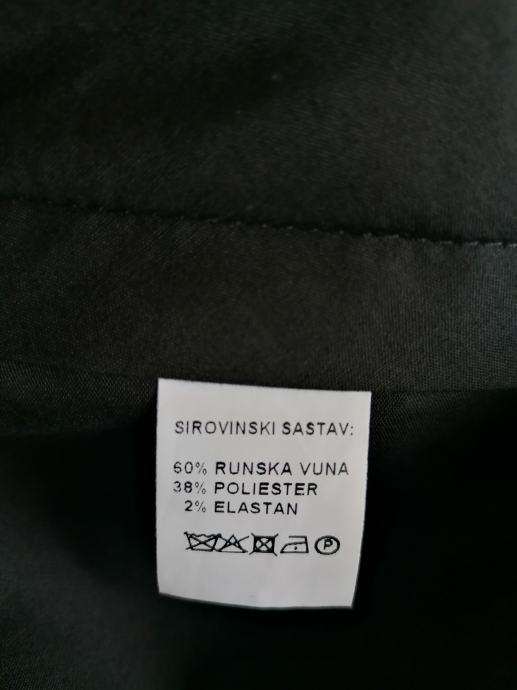 SIROVINSKI SASTAV:
60% RUNSKA VUNA
38% POLIESTER
2% ELASTAN
P